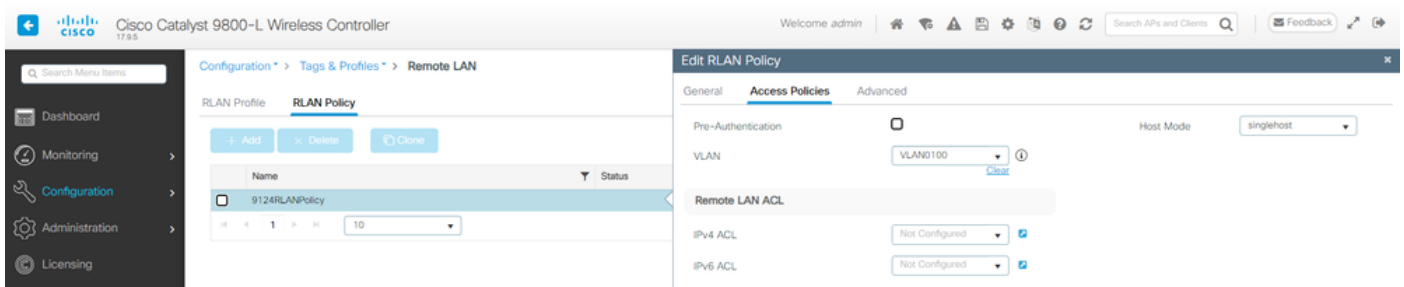 cisco
Cisco Catalyst 9800-L Wireless Controller
17.9.5
Welcome admin
Search APs and Clients
Feedback
Search Menu Items
Dashboard
Monitoring
Configuration
Administration
Licensing
Configuration > Tags & Profiles > Remote LAN
RLAN Profile RLAN Policy
+ Add × Delete Clone
Name Status
9124RLANPolicy
1 10
Edit RLAN Policy ×
General Access Policies Advanced
Pre-Authentication Host Mode singlehost
VLAN VLAN0100
Clear
Remote LAN ACL
IPv4 ACL Not Configured
IPv6 ACL Not Configured